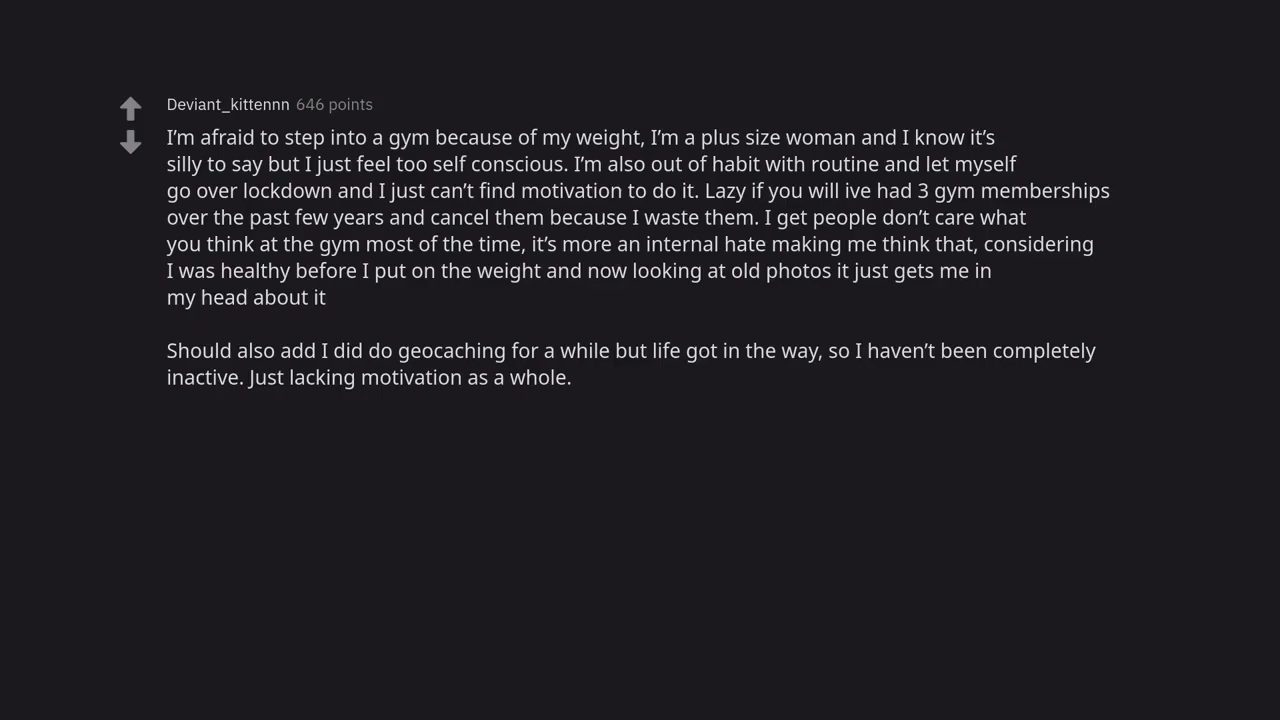 Deviant_kittennn 646 points
I’m afraid to step into a gym because of my weight, I’m a plus size woman and I know it’s
silly to say but I just feel too self conscious. I’m also out of habit with routine and let myself
go over lockdown and I just can’t find motivation to do it. Lazy if you will ive had 3 gym memberships
over the past few years and cancel them because I waste them. I get people don’t care what
you think at the gym most of the time, it’s more an internal hate making me think that, considering
I was healthy before I put on the weight and now looking at old photos it just gets me in
my head about it
Should also add I did do geocaching for a while but life got in the way, so I haven’t been completely
inactive. Just lacking motivation as a whole.